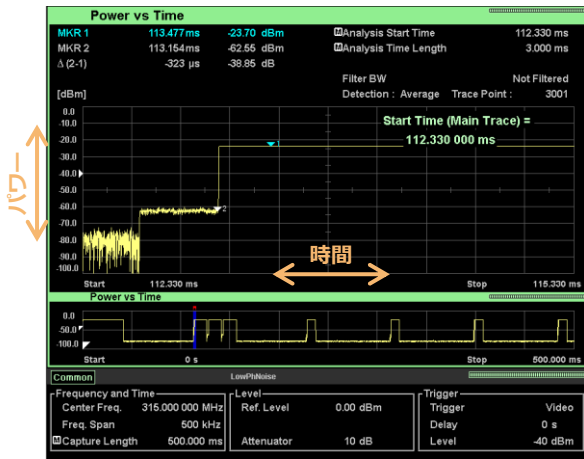 Power vs Time
MKR 1 113.477ms -23.70 dBm
MKR 2 113.154ms -62.55 dBm
Δ (2-1) -323 µs -38.85 dB
M Analysis Start Time 112.330 ms
M Analysis Time Length 3.000 ms
Filter BW Not Filtered
Detection : Average Trace Point : 3001
[dBm]
0.0
-10.0
-20.0
-30.0
-40.0
-50.0
-60.0
-70.0
-80.0
-90.0
-100.0
Start Time (Main Trace) =
112.330 000 ms
1
2
パワー
時間
Start 112.330 ms Stop 115.330 ms
Power vs Time
0.0
-50.0
-100.0
Start 0 s Stop 500.000 ms
Common LowPhNoise
Frequency and Time
Center Freq. 315.000 000 MHz
Freq. Span 500 kHz
M Capture Length 500.000 ms
Level
Ref. Level 0.00 dBm
Attenuator 10 dB
Trigger
Trigger Video
Delay 0 s
Level -40 dBm